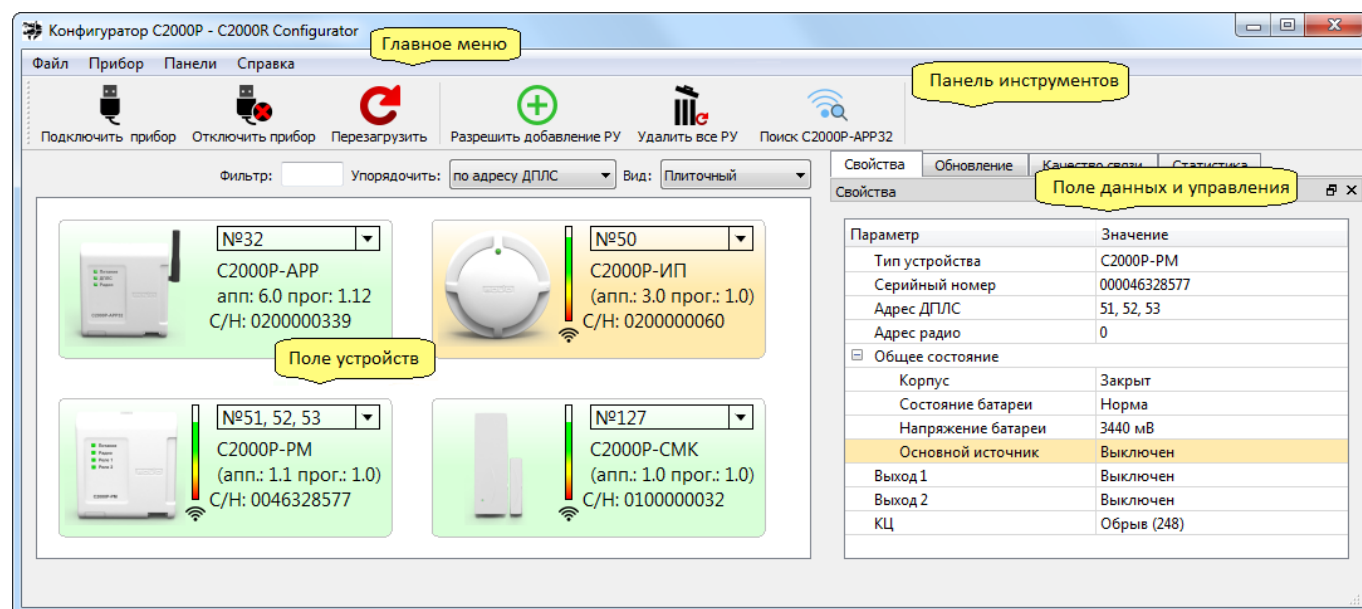 Конфигуратор С2000Р - C2000R Configurator
Главное меню
Файл Прибор Панели Справка
Панель инструментов
Подключить прибор Отключить прибор Перезагрузить Разрешить добавление РУ Удалить все РУ Поиск С2000Р-АРР32
Фильтр: Упорядочить: по адресу ДПЛС Вид: Плиточный
Свойства Обновление Качество связи Статистика
Свойства
Поле данных и управления
№32
С2000Р-АРР
апп: 6.0 прог: 1.12
С/Н: 0200000339
№50
С2000Р-ИП
(апп.: 3.0 прог.: 1.0)
С/Н: 0200000060
Поле устройств
№51, 52, 53
С2000Р-РМ
(апп.: 1.1 прог.: 1.0)
С/Н: 0046328577
№127
С2000Р-СМК
(апп.: 1.0 прог.: 1.0)
С/Н: 0100000032
Параметр Значение
Тип устройства С2000Р-РМ
Серийный номер 000046328577
Адрес ДПЛС 51, 52, 53
Адрес радио 0
Общее состояние
Корпус Закрыт
Состояние батареи Норма
Напряжение батареи 3440 мВ
Основной источник Выключен
Выход 1 Выключен
Выход 2 Выключен
КЦ Обрыв (248)